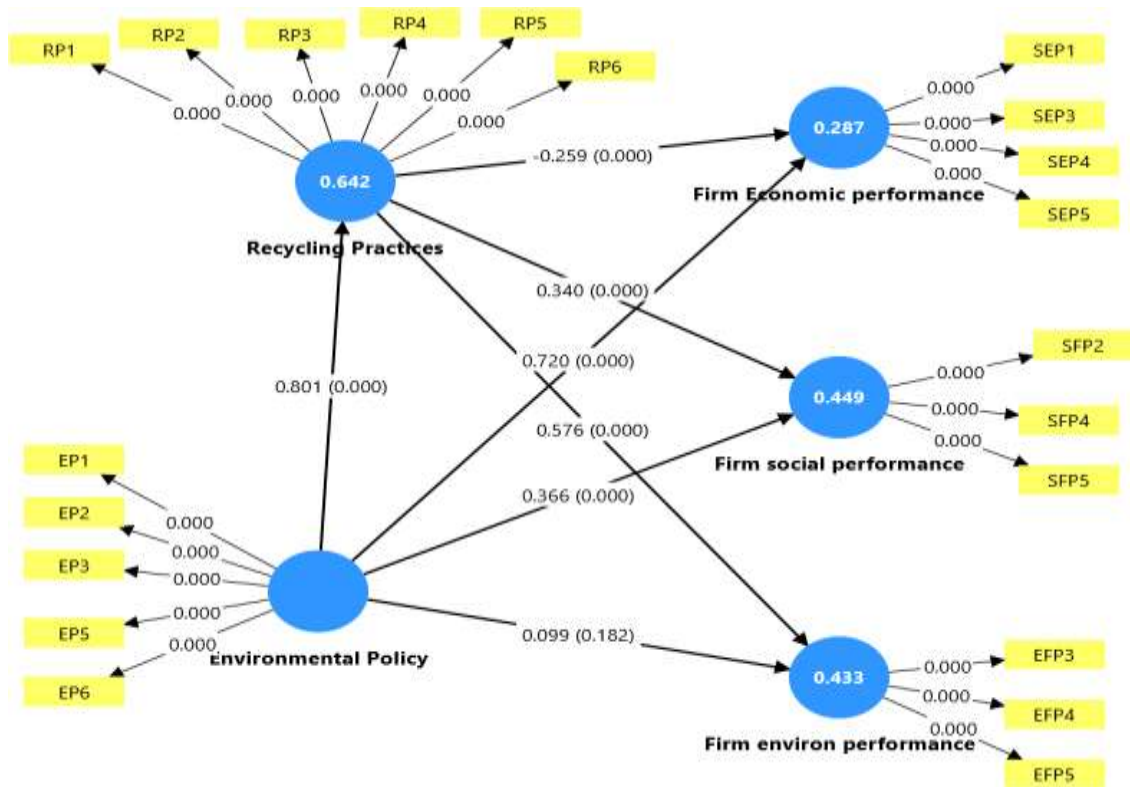 RP1
RP2
RP3
RP4
RP5
RP6
0.000
0.000
0.000
0.000
0.000
0.000
0.642
Recycling Practices
-0.259 (0.000)
0.340 (0.000)
0.720 (0.000)
0.576 (0.000)
0.801 (0.000)
0.366 (0.000)
0.099 (0.182)
EP1
EP2
EP3
EP5
EP6
0.000
0.000
0.000
0.000
0.000
Environmental Policy
0.287
Firm Economic performance
0.000
0.000
0.000
0.000
SEP1
SEP3
SEP4
SEP5
0.449
Firm social performance
0.000
0.000
0.000
SFP2
SFP4
SFP5
0.433
Firm environ performance
0.000
0.000
0.000
EFP3
EFP4
EFP5